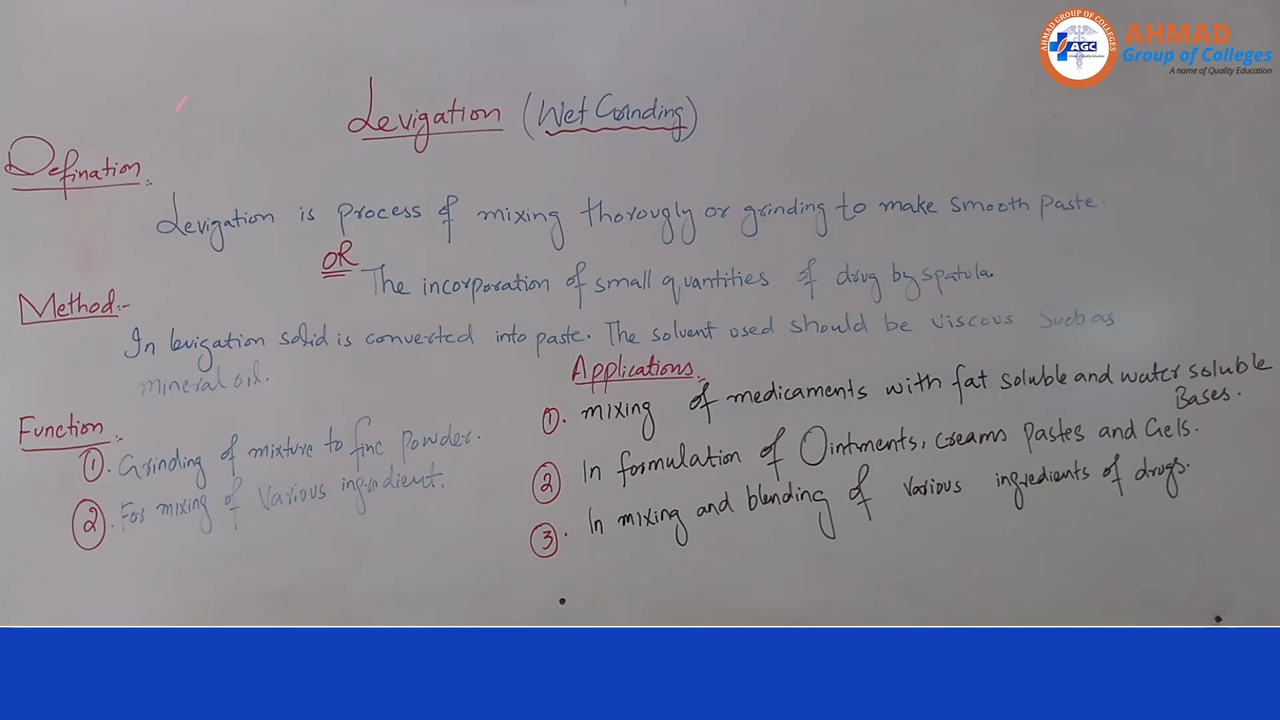 AHMAD GROUP OF COLLEGES
AGC
AHMAD
Group of Colleges
A name of Quality Education
Levigation (Wet Grinding)
Defination:
Levigation is process of mixing thorougly or grinding to make smooth paste.
OR
The incorporation of small quantities of drug by spatula.
Method:-
In levigation solid is converted into paste. The solvent used should be viscous Such as
mineral oil.
Function:
①. Grinding of mixture to fine powder.
②. For mixing of various ingredient.
Applications:
①. mixing of medicaments with fat soluble and water soluble
Bases.
② In formulation of Ointments, creams Pastes and Gels.
③. In mixing and blending of various ingredients of drugs.